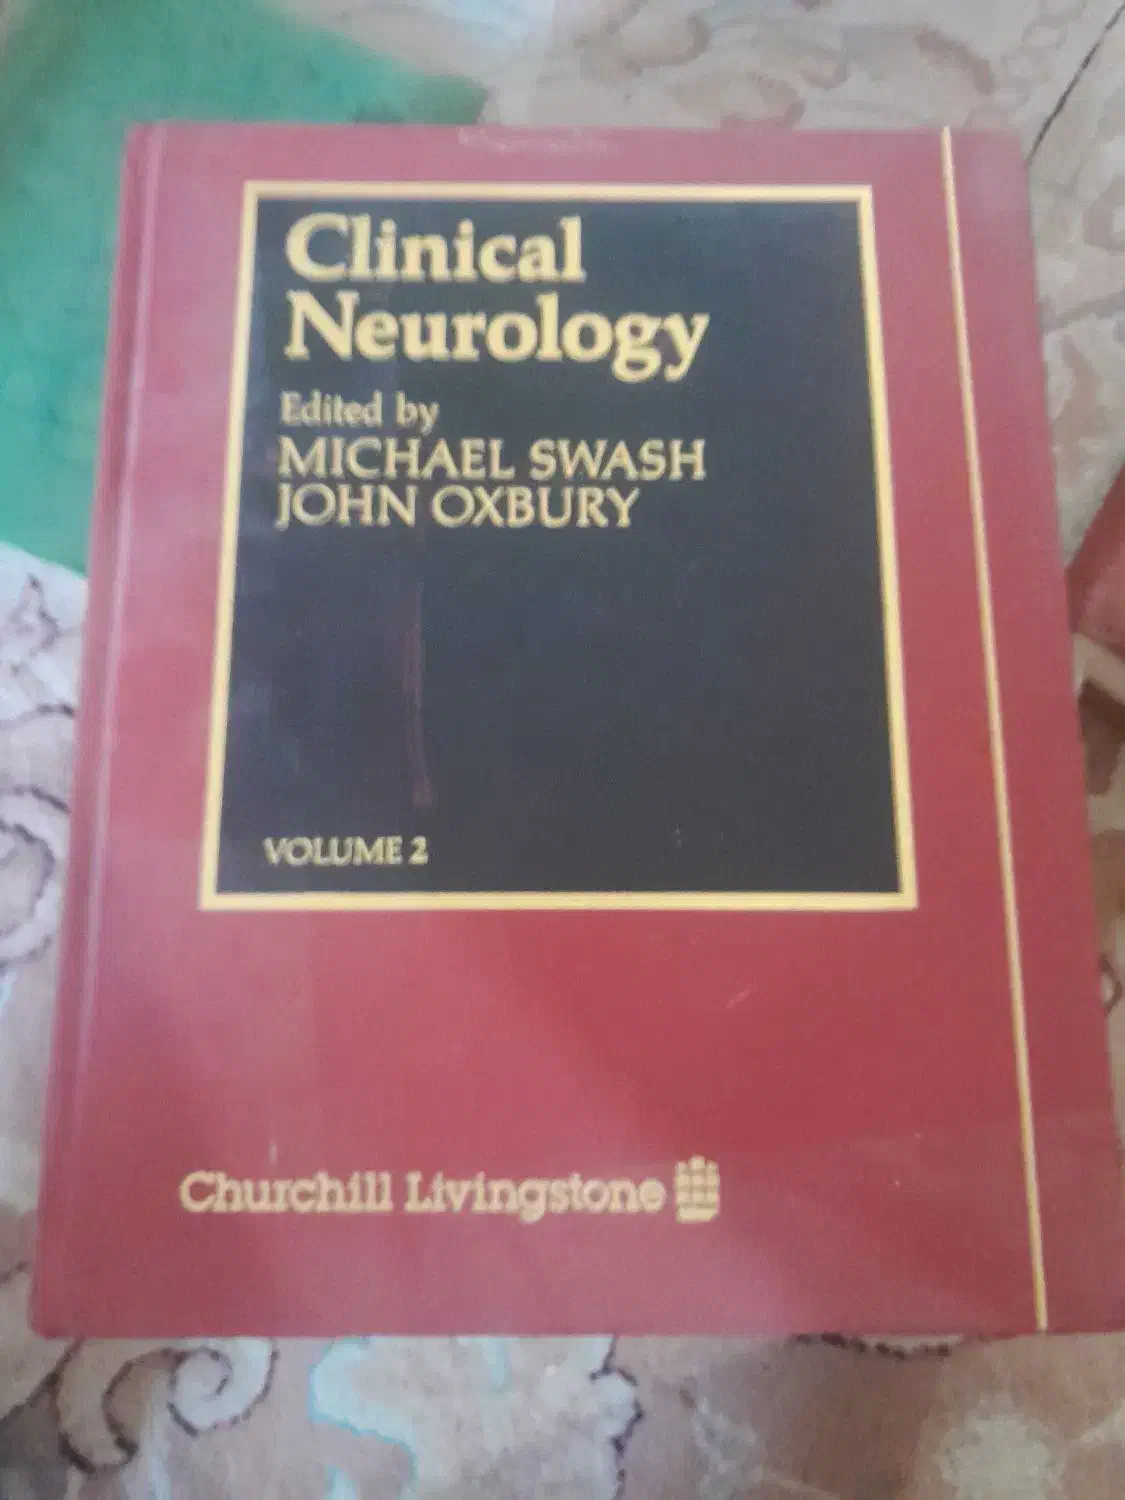 Clinical
Neurology
Edited by
MICHAEL SWASH
JOHN OXBURY
VOLUME 2
Churchill Livingstone